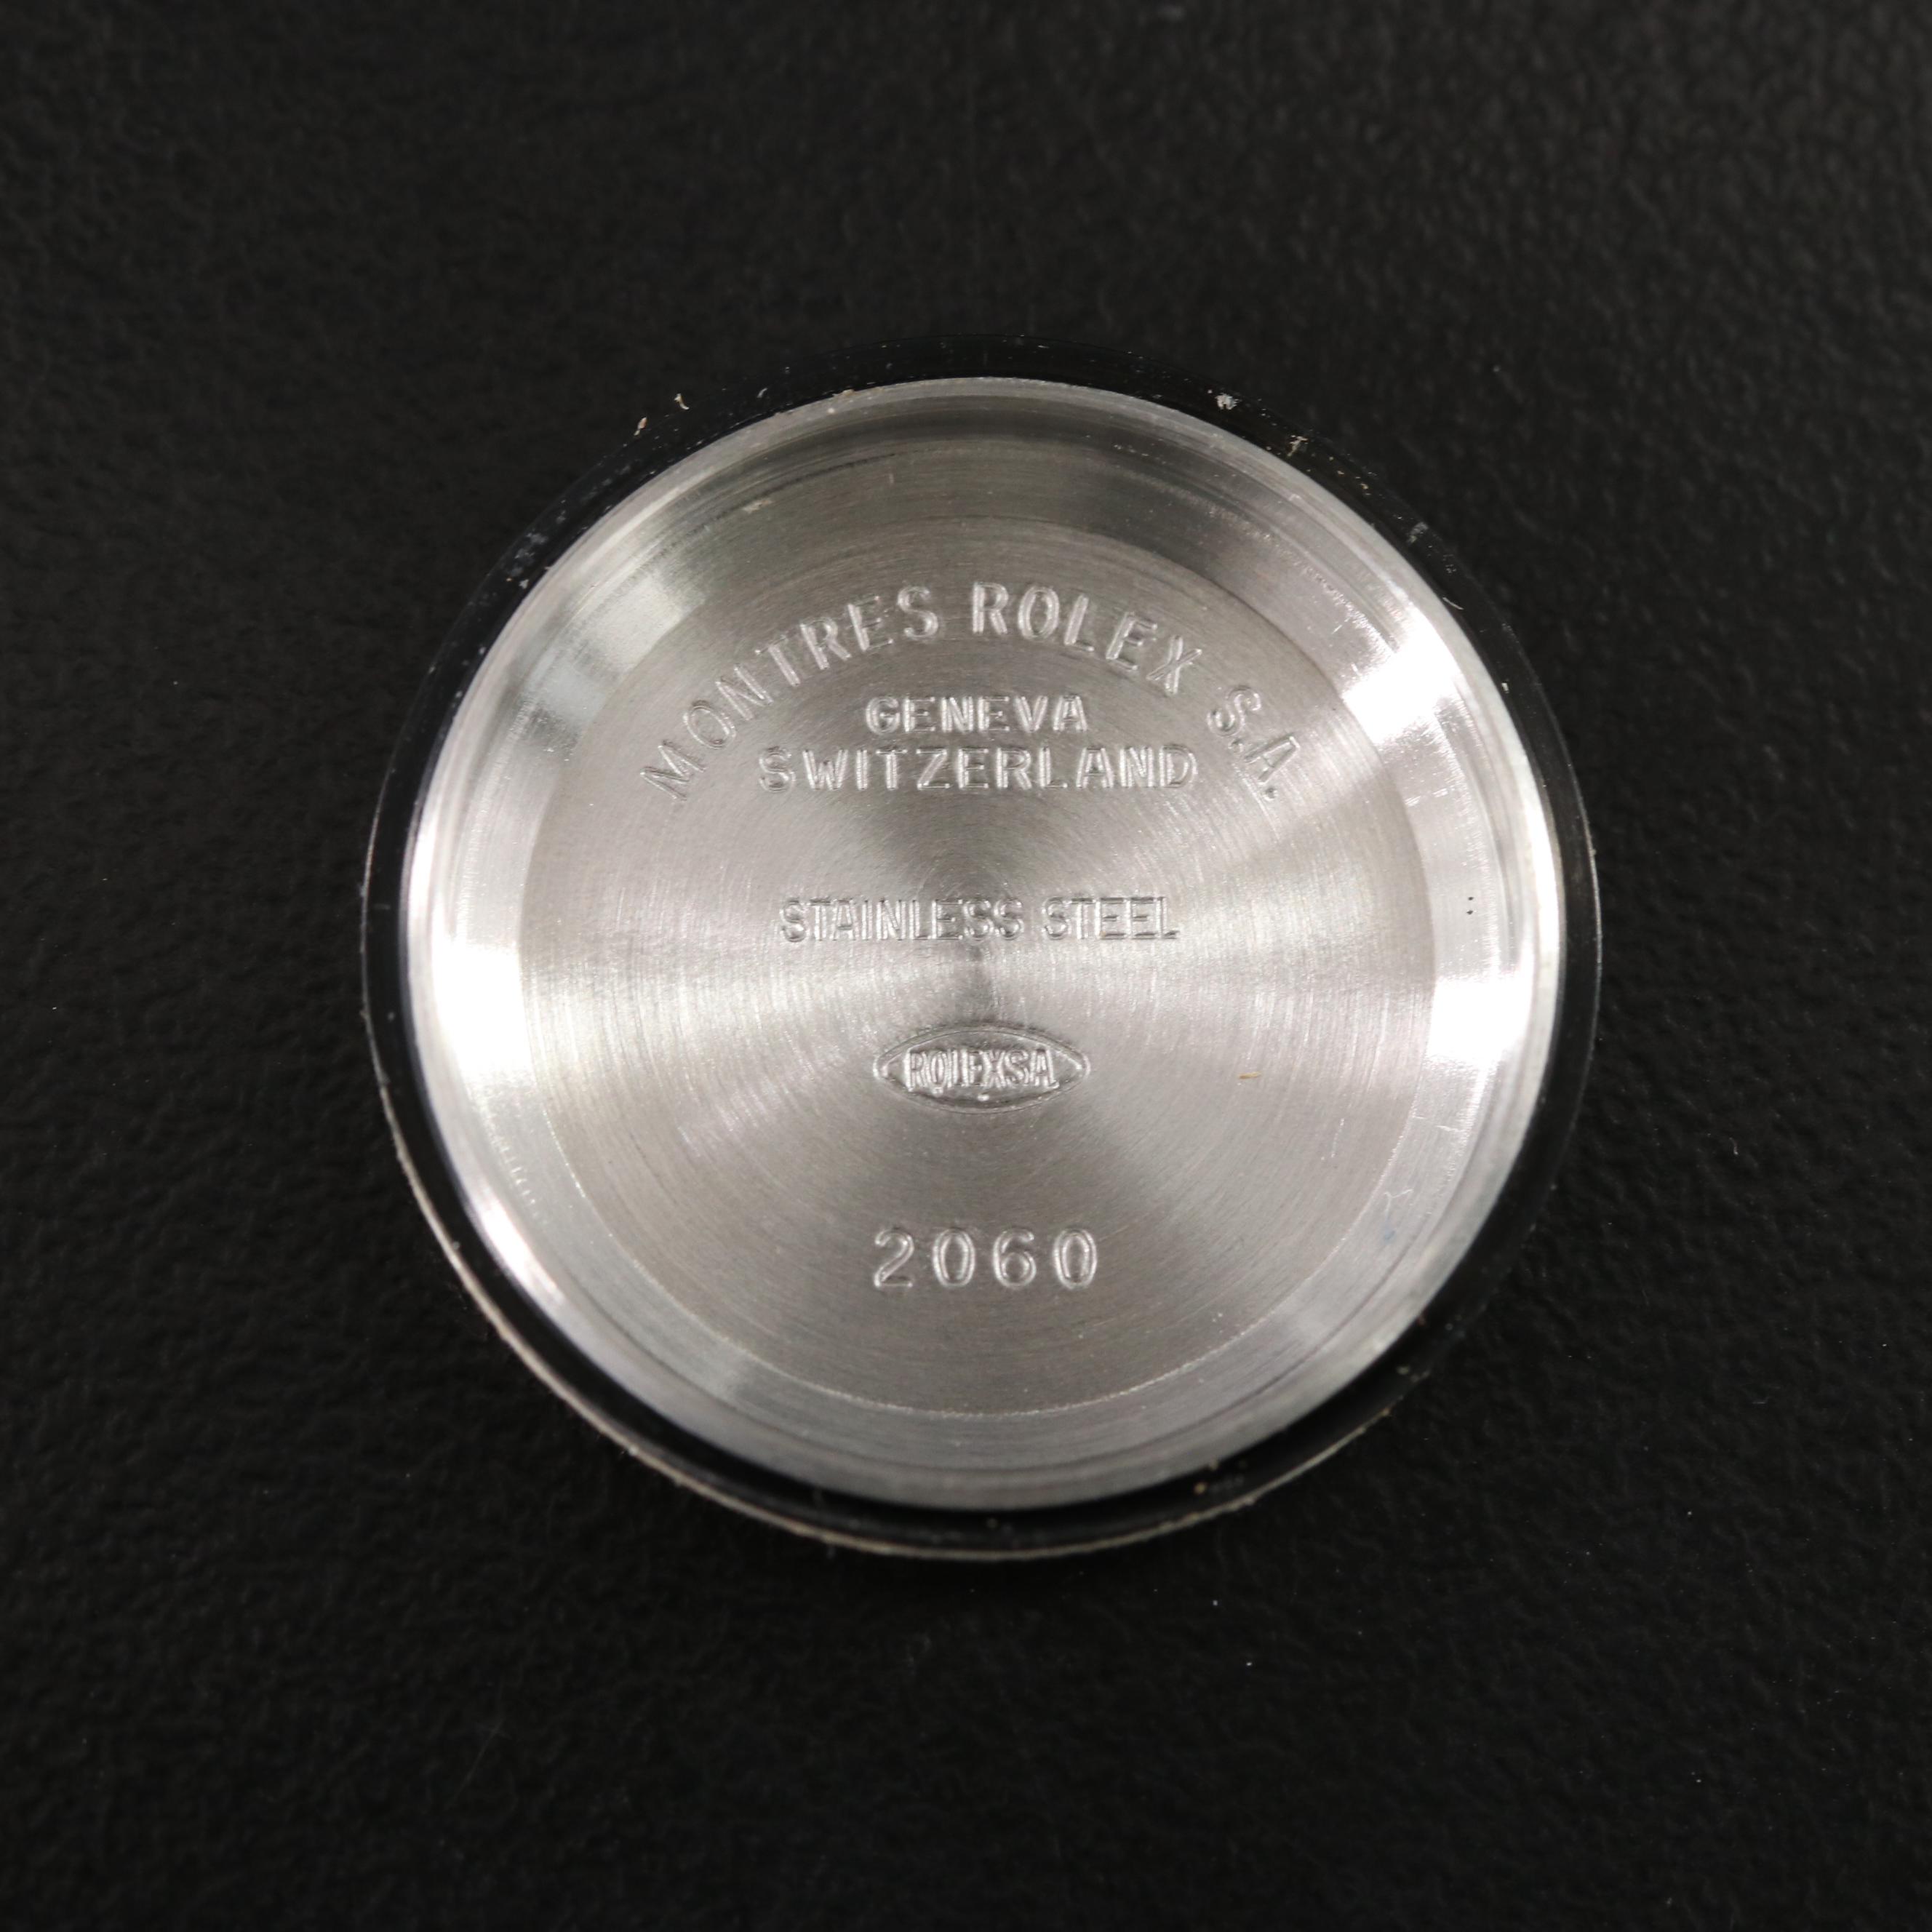 MONTRES ROLEX S.A.
GENEVA
SWITZERLAND
STAINLESS STEEL
ROLEXSA
2060